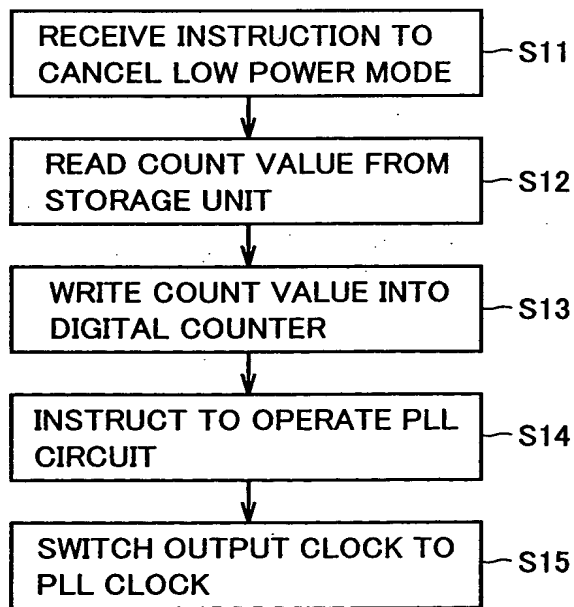 RECEIVE INSTRUCTION TO
CANCEL LOW POWER MODE
S11
READ COUNT VALUE FROM
STORAGE UNIT
S12
WRITE COUNT VALUE INTO
DIGITAL COUNTER
S13
INSTRUCT TO OPERATE PLL
CIRCUIT
S14
SWITCH OUTPUT CLOCK TO
PLL CLOCK
S15